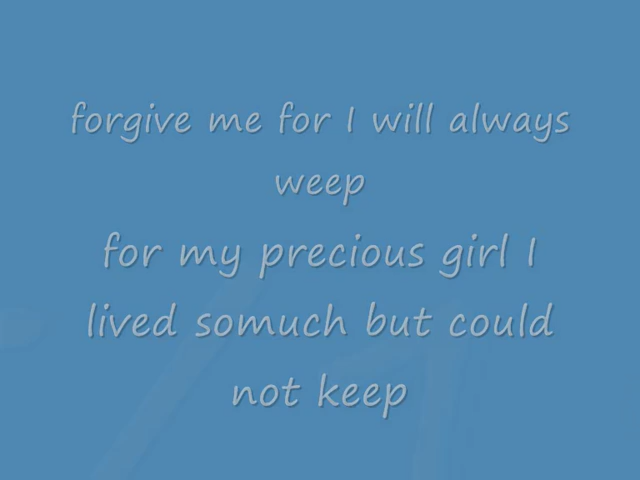 forgive me for I will always
weep
for my precious girl I
lived somuch but could
not keep